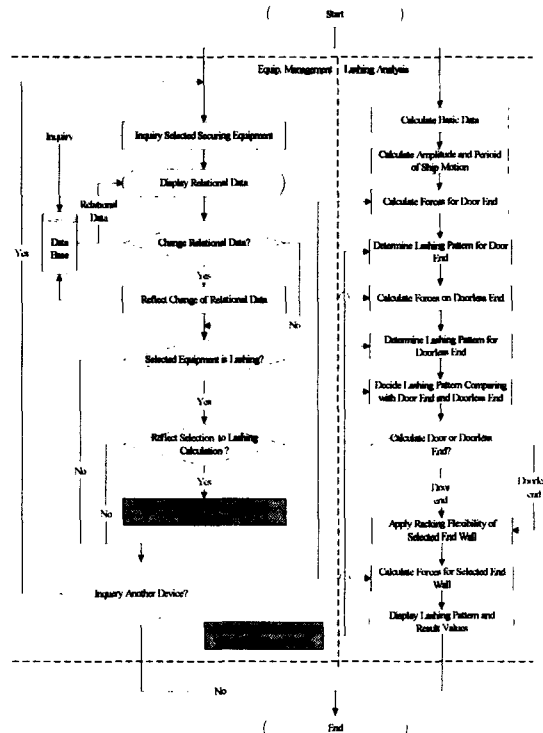 Start
Equip. Management
Lashing Analysis
Inquiry
Inquiry Selected Securing Equipment
Display Relational Data
Relational
Data
Data
Base
Yes
Change Relational Data?
Yes
No
Reflect Change of Relational Data
Selected Equipment is Lashing?
Yes
Reflect Selection to Lashing
Calculation ?
No
No
Yes
Inquery Another Device?
No
Calculate Basic Data
Calculate Amplitude and Perioid
of Ship Motion
Calculate Forces for Door End
Determine Lashing Pattern for Door
End
Calculate Forces on Doorless End
Determine Lashing Pattern for
Doorless End
Decide Lashing Pattern Comparing
with Door End and Doorless End
Calculate Door or Doorless
End?
Door
end
Doorless
end
Apply Racking Flexibility of
Selected End Wall
Calculate Forces for Selected End
Wall
Display Lashing Pattern and
Result Values
End